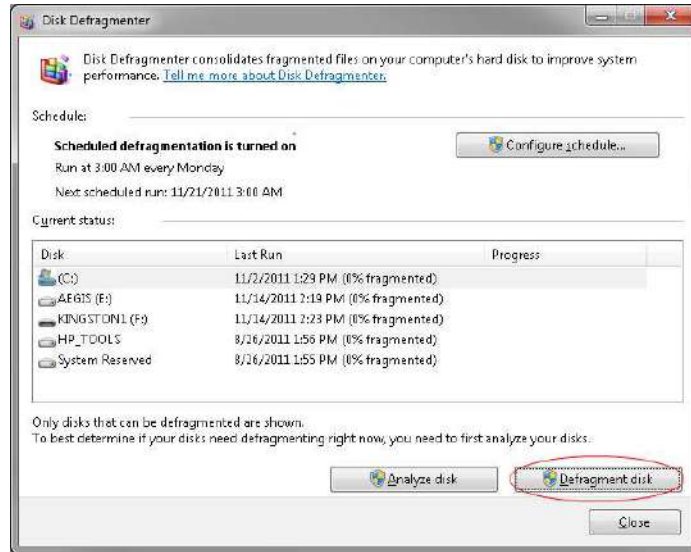 Disk Defragmenter
Disk Defragmenter consolidates fragmented files on your computer's hard disk to improve system
performance. Tell me more about Disk Defragmenter.
Schedule:
Scheduled defragmentation is turned on
Configure schedule...
Run at 3:00 AM every Monday
Next scheduled run: 11/21/2011 3:00 AM
Current status:
Disk Last Run Progress
(C:) 11/2/2011 1:29 PM (0% fragmented)
AEGIS (E:) 11/14/2011 2:19 PM (0% fragmented)
KINGSTON1 (F:) 11/14/2011 2:23 PM (0% fragmented)
HP_TOOLS 8/26/2011 1:56 PM (0% fragmented)
System Reserved 8/26/2011 1:55 PM (0% fragmented)
Only disks that can be defragmented are shown.
To best determine if your disks need defragmenting right now, you need to first analyze your disks.
Analyze disk Defragment disk
Close